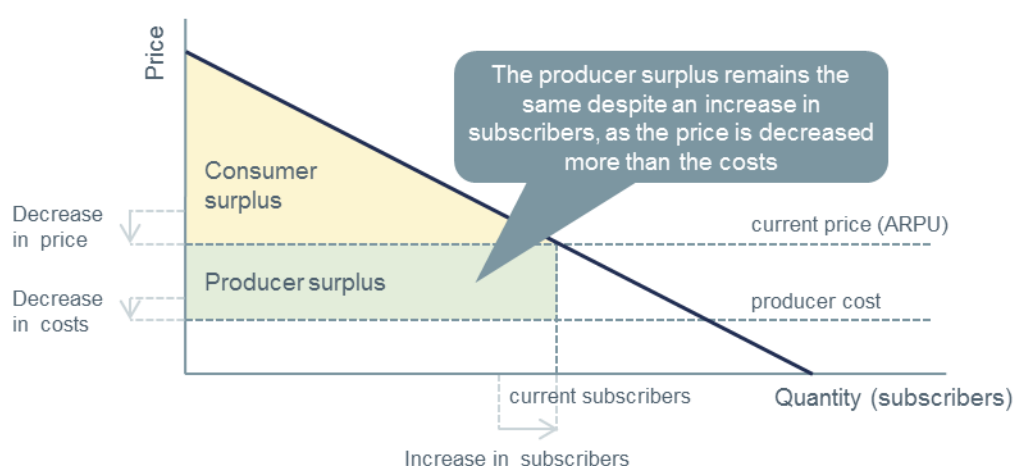 Price
The producer surplus remains the
same despite an increase in
subscribers, as the price is decreased
more than the costs
Consumer
surplus
Decrease
in price
current price (ARPU)
Producer surplus
Decrease
in costs
producer cost
current subscribers
Quantity (subscribers)
Increase in subscribers